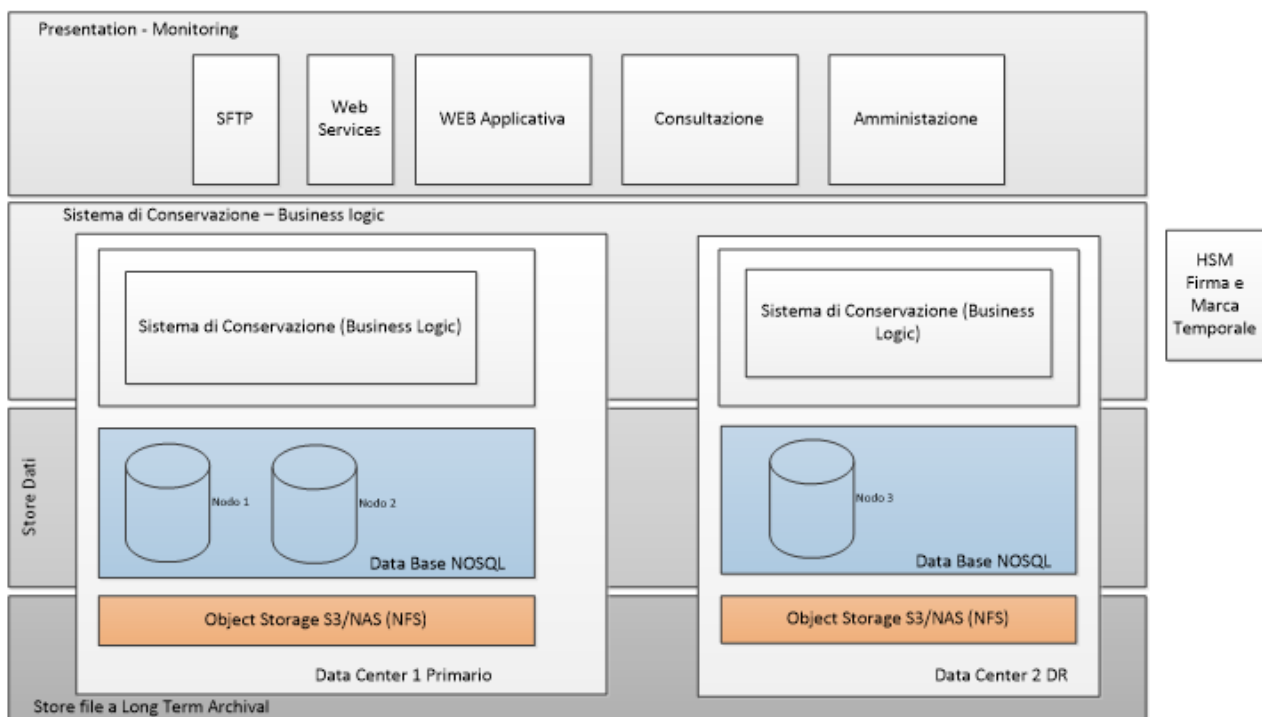 Presentation - Monitoring
SFTP
Web
Services
WEB Applicativa
Consultazione
Amministazione
Sistema di Conservazione – Business logic
Sistema di Conservazione (Business Logic)
Sistema di Conservazione (Business
Logic)
HSM
Firma e
Marca
Temporale
Store Dati
Nodo 1
Nodo 2
Data Base NOSQL
Nodo 3
Data Base NOSQL
Object Storage S3/NAS (NFS)
Object Storage S3/NAS (NFS)
Data Center 1 Primario
Data Center 2 DR
Store file a Long Term Archival